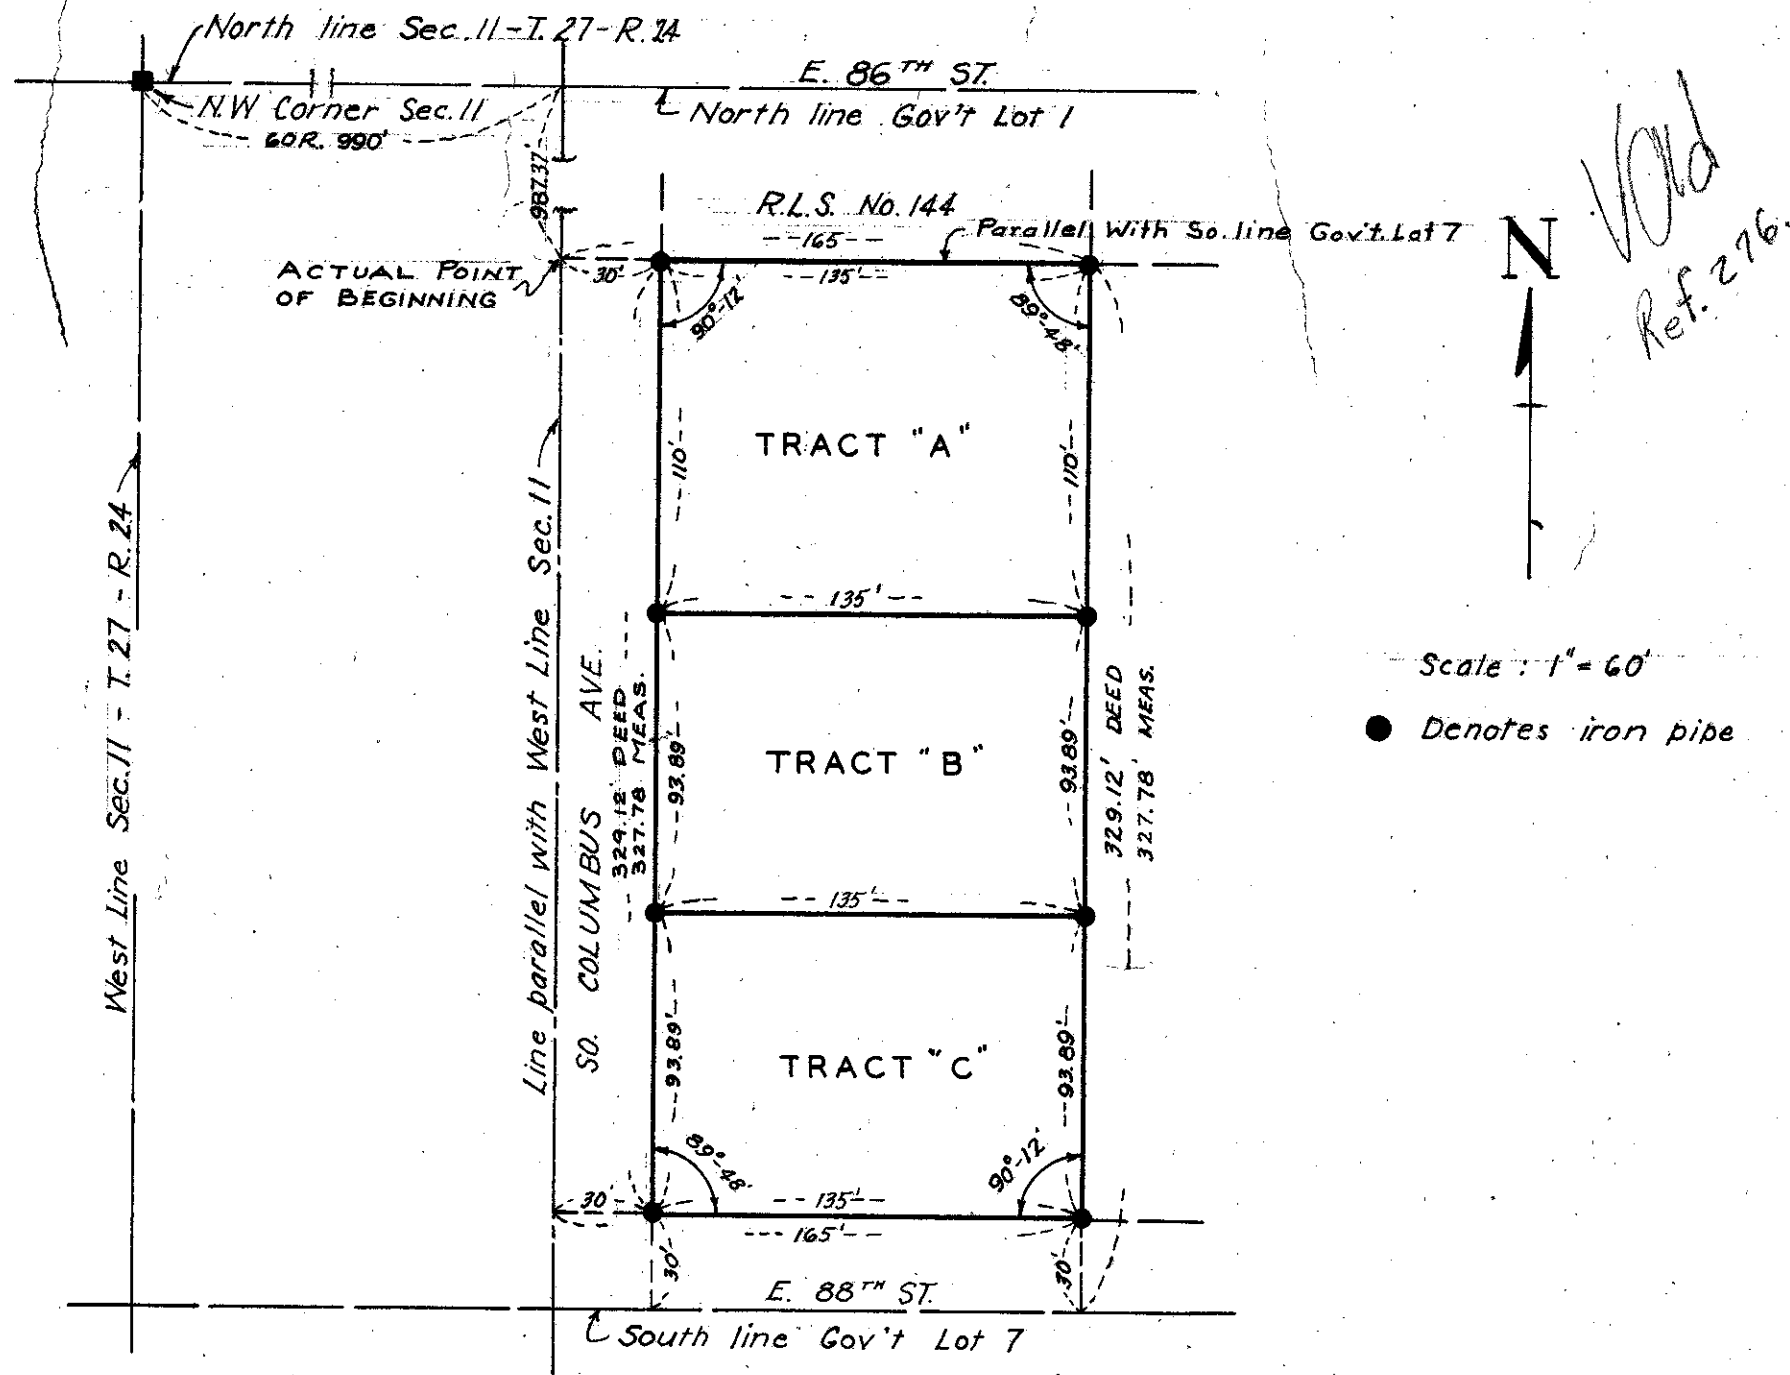 North line Sec. 11 - T. 27 - R. 24
E. 86TH ST.
N.W Corner Sec. 11
North line Gov't Lot 1
60R. 990'
987.37
Void
Ref. 276.
R.L.S. No. 144
165
Parallel With So. line Gov't. Lot 7
N
ACTUAL POINT
OF BEGINNING
30'
135'
90°-12'
89°-48'
TRACT "A"
110'
110'
135'
West Line Sec. 11 - T. 27 - R. 24
Line parallel with West Line Sec. 11
SO. COLUMBUS AVE.
329.12' DEED
327.78 MEAS.
93.89'
TRACT "B"
93.89'
329.12' DEED
327.78' MEAS.
Scale : 1" = 60'
Denotes iron pipe
135'
93.89'
TRACT "C"
93.89'
89°-48'
90°-12'
30
135'
165'
30'
30'
E. 88TH ST.
South line Gov't Lot 7